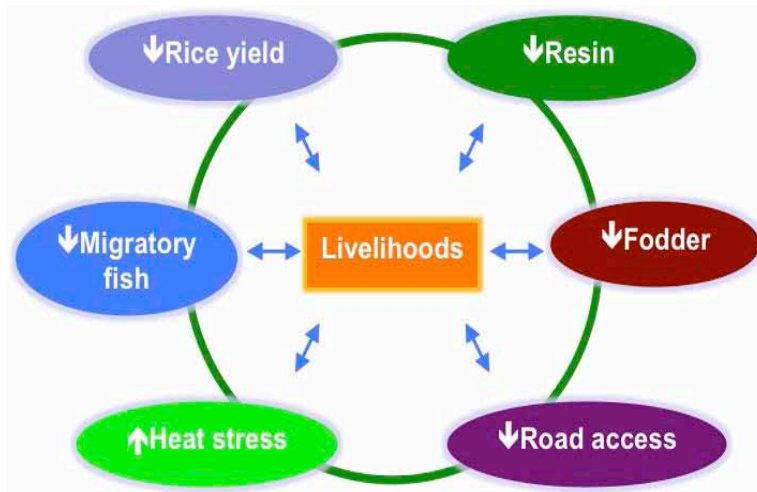 ↓Rice yield
↓Resin
↓Migratory
fish
Livelihoods
↓Fodder
↑Heat stress
↓Road access